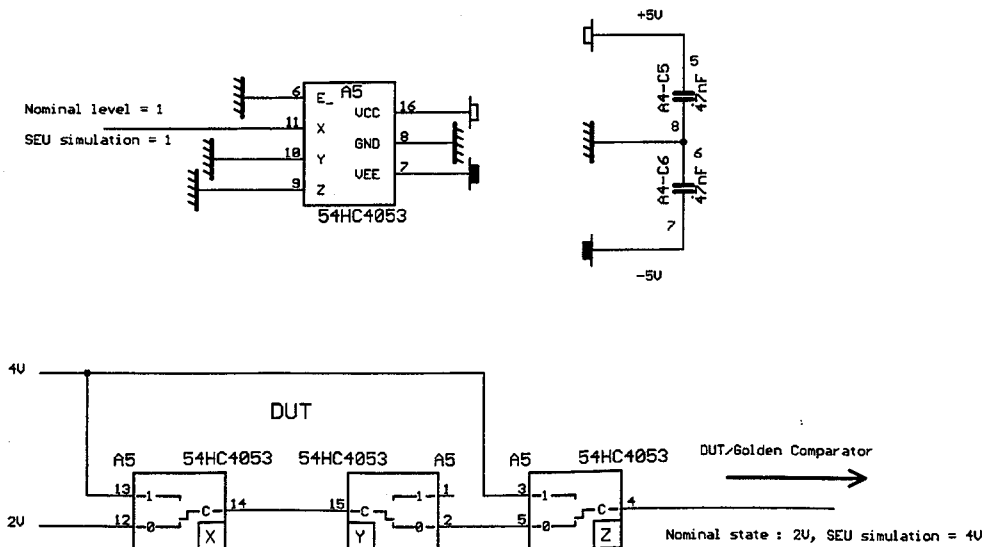 +5V
5
A4-C5
47nF
8
6
A4-C6
47nF
7
-5V
Nominal level = 1
SEU simulation = 1
6
11
10
9
E_
X
Y
Z
A5
VCC
GND
VEE
16
8
7
54HC4053
4V
DUT
A5 54HC4053 54HC4053 A5 A5 54HC4053
DUT/Golden Comparator
13 1 14 15 C 1 1 3 1 4
2V 12 0 C X Y 0 2 5 0 C Z
Nominal state : 2V, SEU simulation = 4V